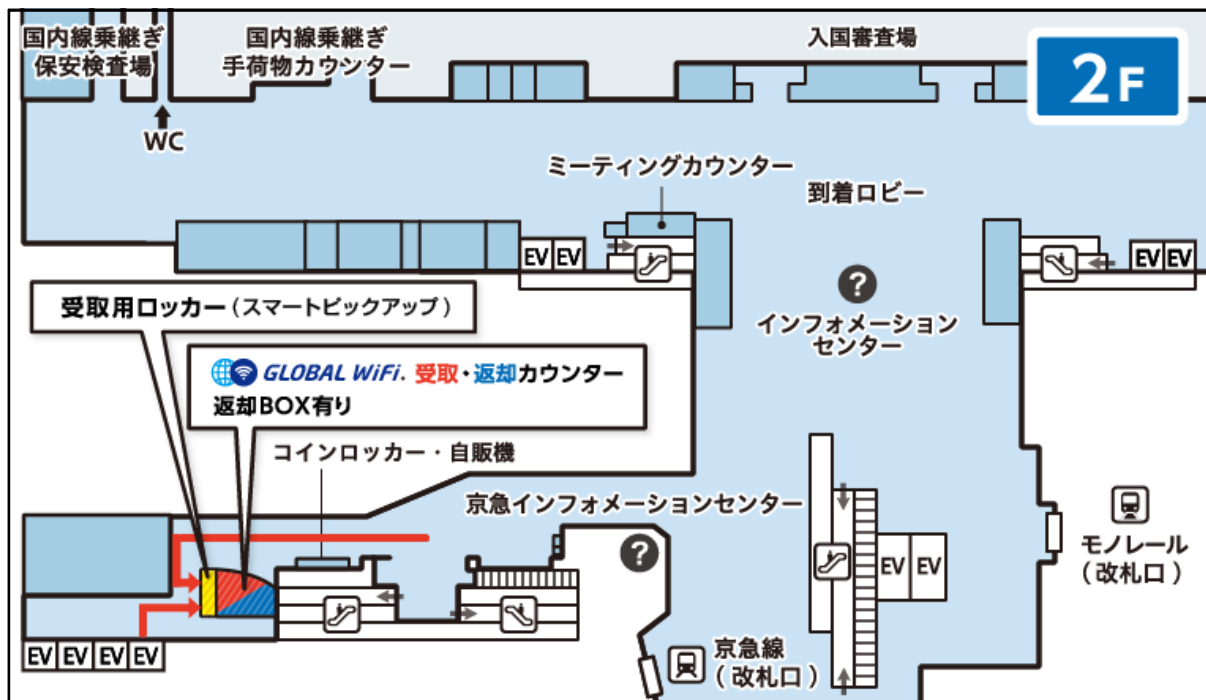 国内線乗継ぎ
保安検査場
国内線乗継ぎ
手荷物カウンター
入国審査場
2F
WC
ミーティングカウンター
到着ロビー
EV EV
EV EV
?
インフォメーション
センター
受取用ロッカー(スマートピックアップ)
GLOBAL WiFi. 受取・返却カウンター
返却BOX有り
コインロッカー・自販機
京急インフォメーションセンター
?
EV EV
モノレール
(改札口)
EV EV EV EV
京急線
(改札口)